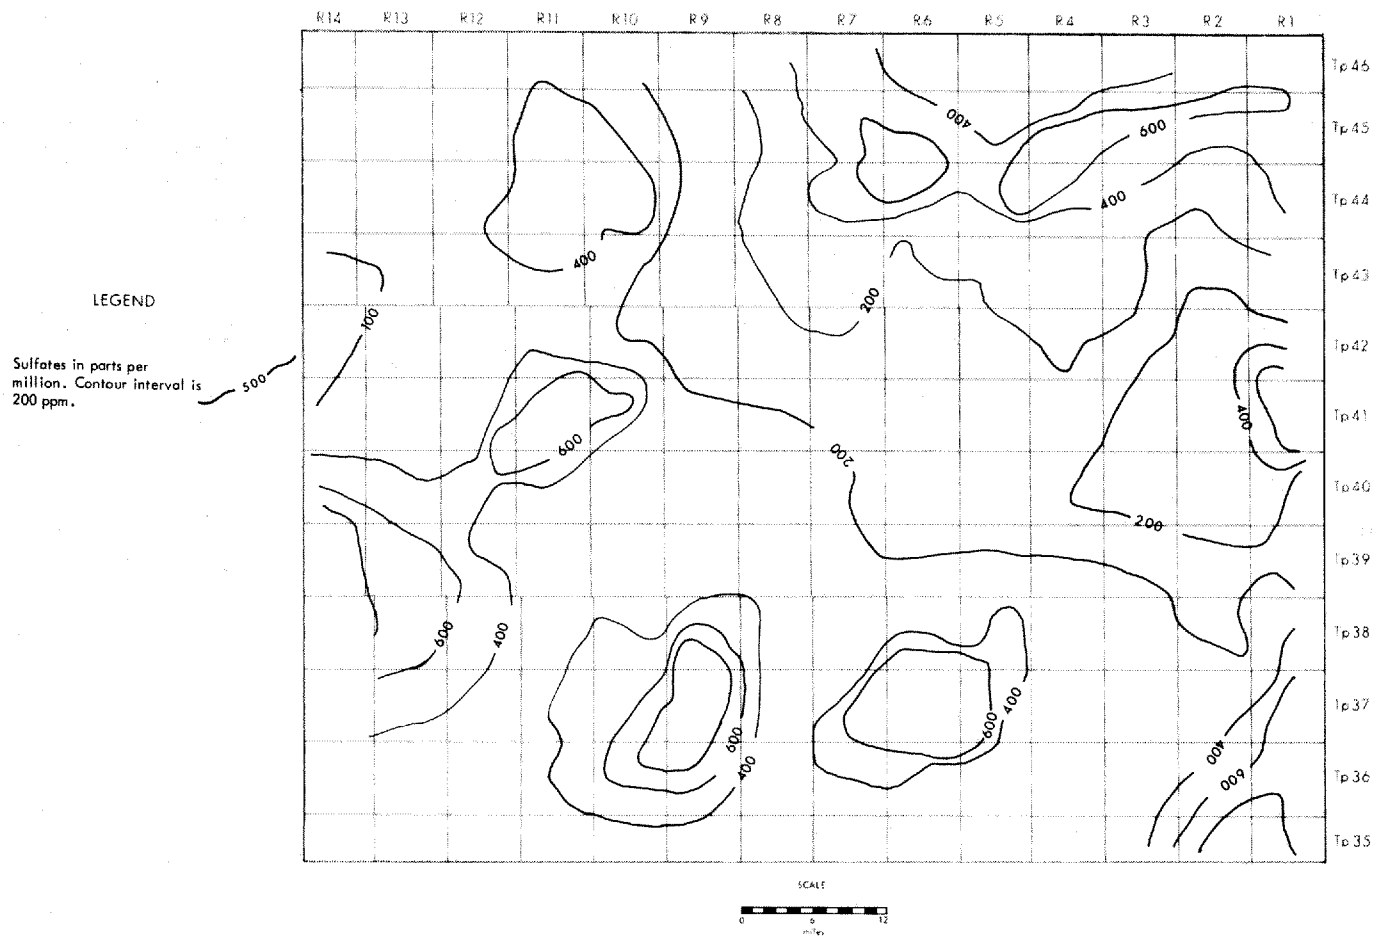 R14 R13 R12 R11 R10 R9 R8 R7 R6 R5 R4 R3 R2 R1
Tp 46
400
Tp 45
600
Tp 44
400
400
Tp 43
LEGEND
200
100
Tp 42
Sulfates in parts per
million. Contour interval is
200 ppm.
500
Tp 41
400
600
200
Tp 40
200
Tp 39
Tp 38
600
400
Tp 37
400
600
600
400
Tp 36
400
600
Tp 35
SCALE
0 6 12
miles